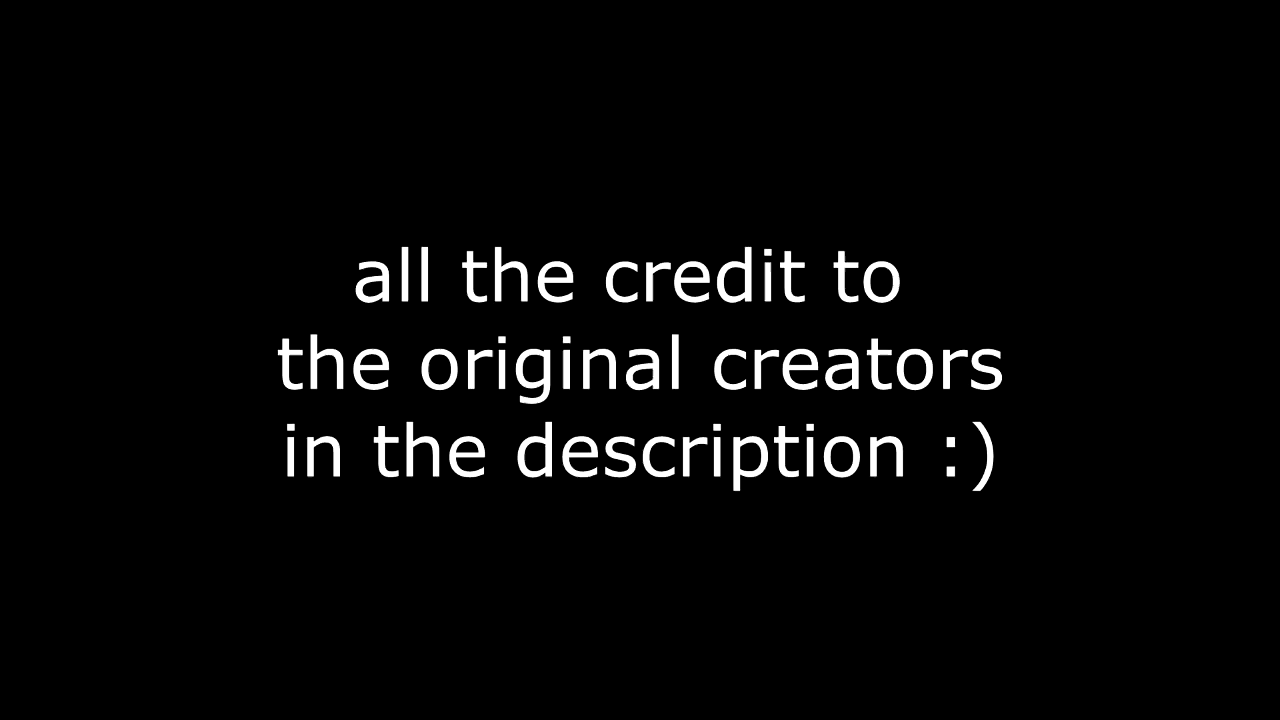 all the credit to
the original creators
in the description :)